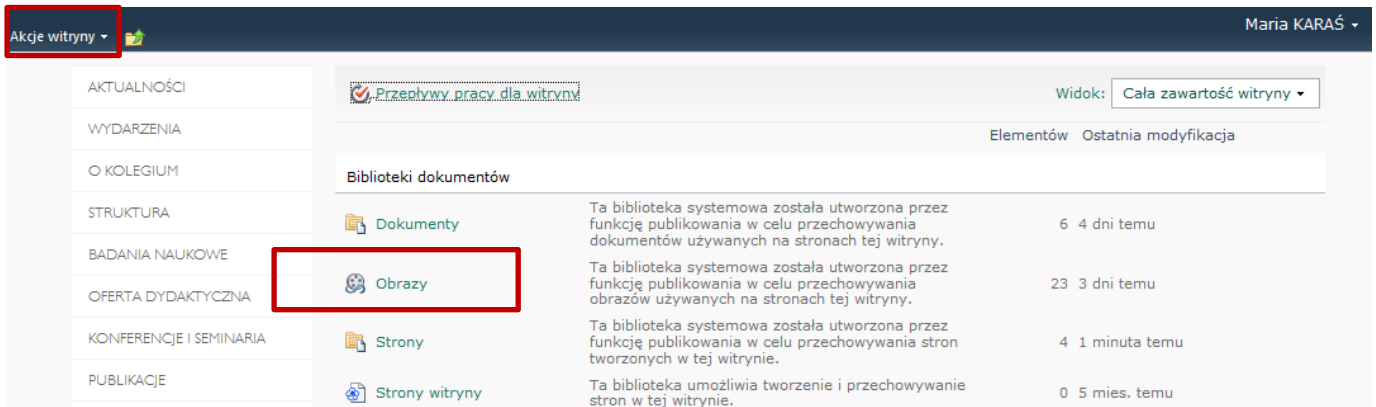 Akcje witryny
Maria KARAŚ
AKTUALNOŚCI
WYDARZENIA
O KOLEGIUM
STRUKTURA
BADANIA NAUKOWE
OFERTA DYDAKTYCZNA
KONFERENCJE I SEMINARIA
PUBLIKACJE
Przepływy pracy dla witryny
Widok: Cała zawartość witryny
Elementów Ostatnia modyfikacja
Biblioteki dokumentów
Dokumenty
Ta biblioteka systemowa została utworzona przez
funkcję publikowania w celu przechowywania
dokumentów używanych na stronach tej witryny.
6 4 dni temu
Obrazy
Ta biblioteka systemowa została utworzona przez
funkcję publikowania w celu przechowywania
obrazów używanych na stronach tej witryny.
23 3 dni temu
Strony
Ta biblioteka systemowa została utworzona przez
funkcję publikowania w celu przechowywania stron
tworzonych w tej witrynie.
4 1 minuta temu
Strony witryny
Ta biblioteka umożliwia tworzenie i przechowywanie
stron w tej witrynie.
0 5 mies. temu